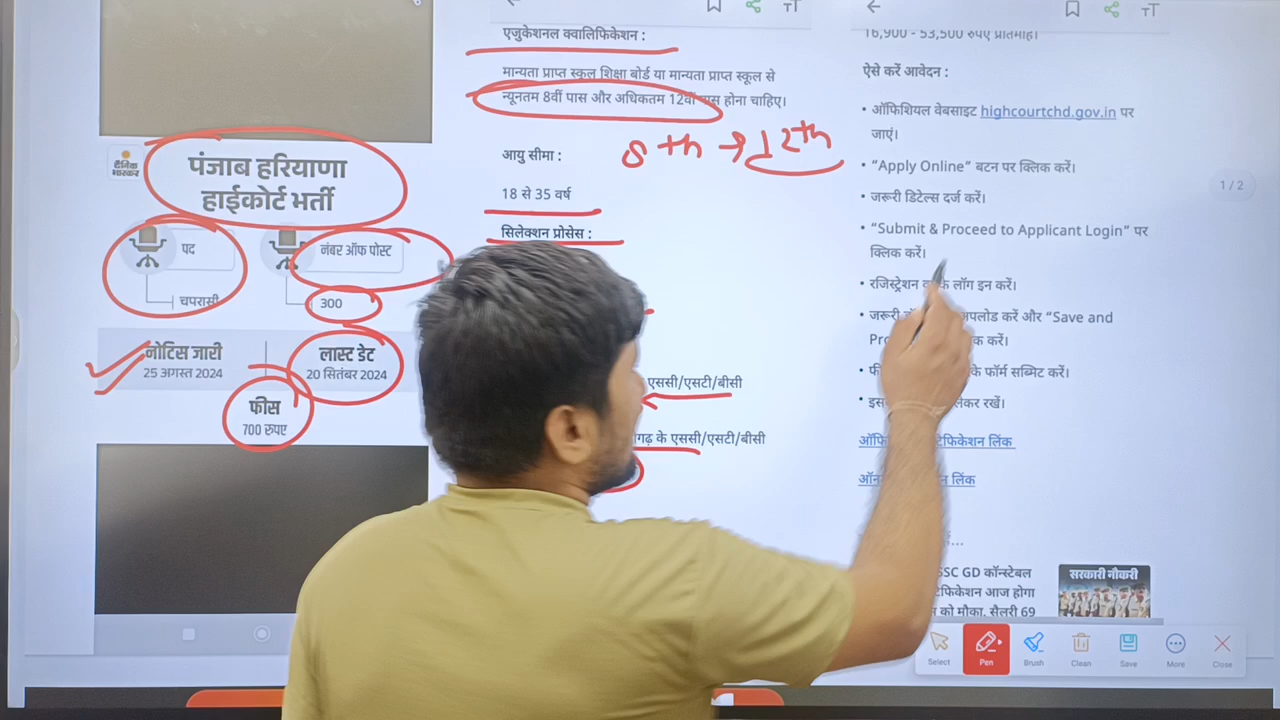 दैनिक
भास्कर
पंजाब हरियाणा
हाईकोर्ट भर्ती
पद
चपरासी
नंबर ऑफ पोस्ट
300
नोटिस जारी
25 अगस्त 2024
लास्ट डेट
20 सितंबर 2024
फीस
700 रुपए
एजुकेशनल क्वालिफिकेशन :
मान्यता प्राप्त स्कूल शिक्षा बोर्ड या मान्यता प्राप्त स्कूल से
न्यूनतम 8वीं पास और अधिकतम 12वीं पास होना चाहिए।
8th → 12th
आयु सीमा :
18 से 35 वर्ष
सिलेक्शन प्रोसेस :
एससी/एसटी/बीसी
के एससी/एसटी/बीसी
16,900 - 53,500 रुपए प्रतिमाह।
ऐसे करें आवेदन :
• ऑफिशियल वेबसाइट highcourtchd.gov.in पर
जाएं।
• “Apply Online” बटन पर क्लिक करें।
• जरूरी डिटेल्स दर्ज करें।
• “Submit & Proceed to Applicant Login” पर
क्लिक करें।
• रजिस्ट्रेशन लॉग इन करें।
• जरूरी अपलोड करें और “Save and
करें।
• के फॉर्म सब्मिट करें।
• लेकर रखें।
लिंक
लिंक
1 / 2
SSC GD कॉन्स्टेबल
आज होगा
को मौका, सैलरी 69
सरकारी नौकरी
Select
Pen
Brush
Clean
Save
More
Close